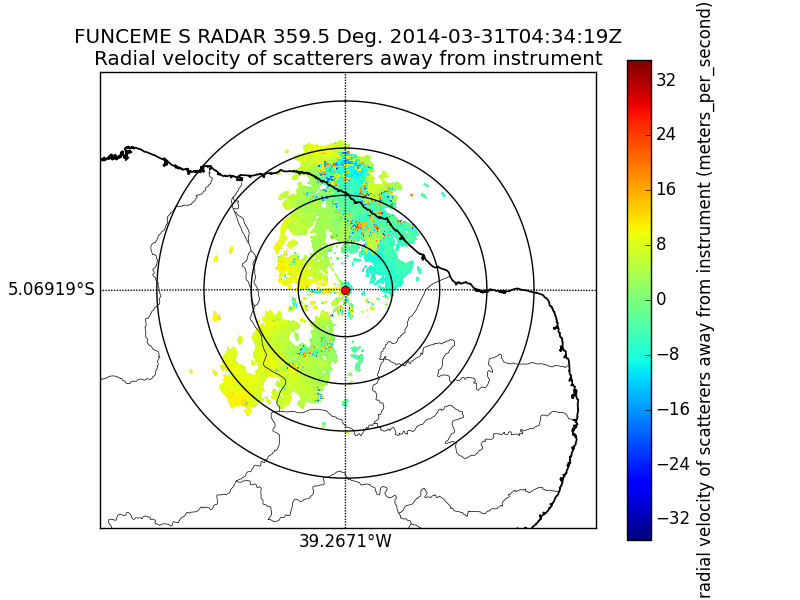 FUNCEME S RADAR 359.5 Deg. 2014-03-31T04:34:19Z
Radial velocity of scatterers away from instrument
5.06919°S
39.2671°W
32
24
16
8
0
−8
−16
−24
−32
radial velocity of scatterers away from instrument (meters_per_second)